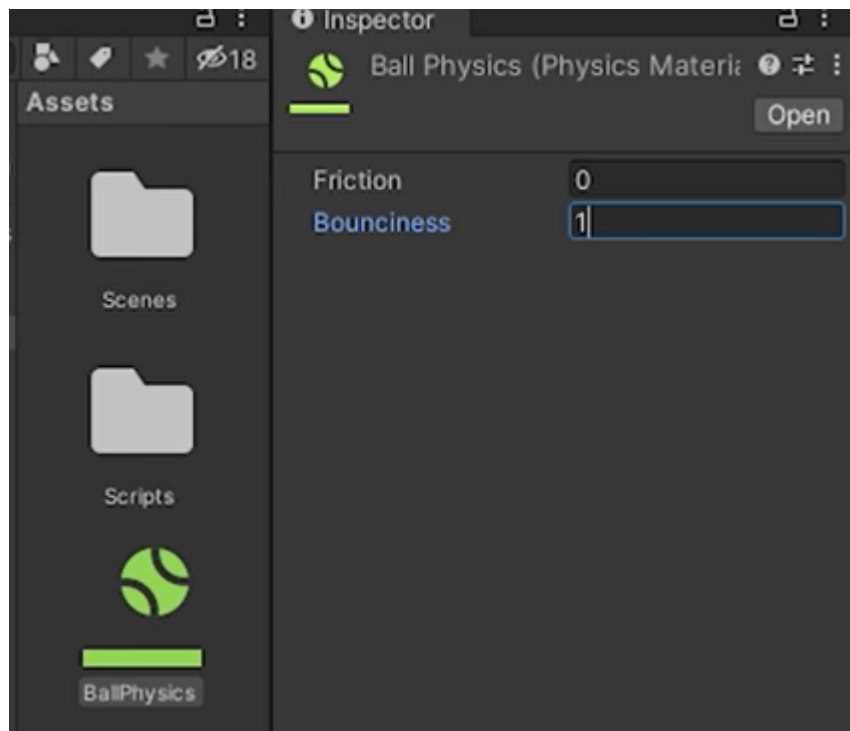 Inspector
18
Ball Physics (Physics Materia
Assets
Open
Friction
0
Bounciness
1
Scenes
Scripts
BallPhysics